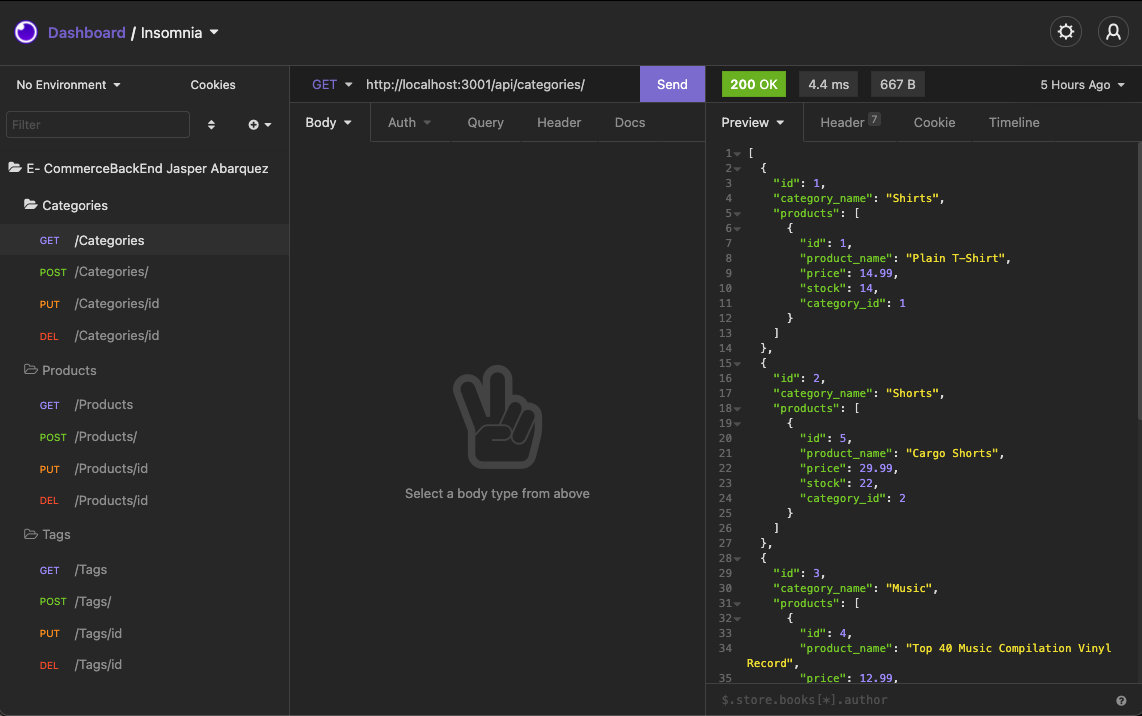 Dashboard / Insomnia
No Environment
Cookies
Filter
E- CommerceBackEnd Jasper Abarquez
Categories
GET /Categories
POST /Categories/
PUT /Categories/id
DEL /Categories/id
Products
GET /Products
POST /Products/
PUT /Products/id
DEL /Products/id
Tags
GET /Tags
POST /Tags/
PUT /Tags/id
DEL /Tags/id
GET http://localhost:3001/api/categories/ Send
Body Auth Query Header Docs
Select a body type from above
200 OK 4.4 ms 667 B 5 Hours Ago
Preview Header 7 Cookie Timeline
1 [
2 {
3 "id": 1,
4 "category_name": "Shirts",
5 "products": [
6 {
7 "id": 1,
8 "product_name": "Plain T-Shirt",
9 "price": 14.99,
10 "stock": 14,
11 "category_id": 1
12 }
13 ]
14 },
15 {
16 "id": 2,
17 "category_name": "Shorts",
18 "products": [
19 {
20 "id": 5,
21 "product_name": "Cargo Shorts",
22 "price": 29.99,
23 "stock": 22,
24 "category_id": 2
25 }
26 ]
27 },
28 {
29 "id": 3,
30 "category_name": "Music",
31 "products": [
32 {
33 "id": 4,
34 "product_name": "Top 40 Music Compilation Vinyl
Record",
35 "price": 12.99,
$.store.books[*].author